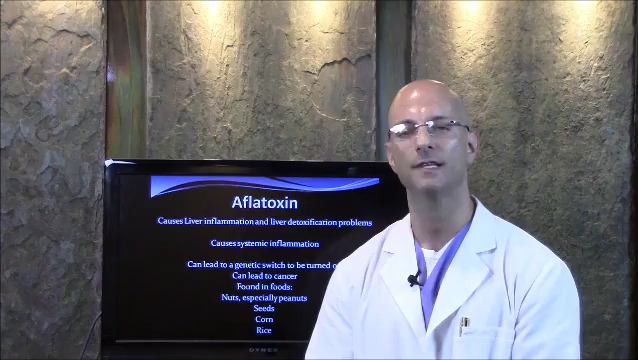 Aflatoxin
Causes Liver inflammation and liver detoxification problems
Causes systemic inflammation
Can lead to a genetic switch to be turned
Can lead to cancer
Found in foods:
Nuts, especially peanuts
Seeds
Corn
Rice
DYNEX